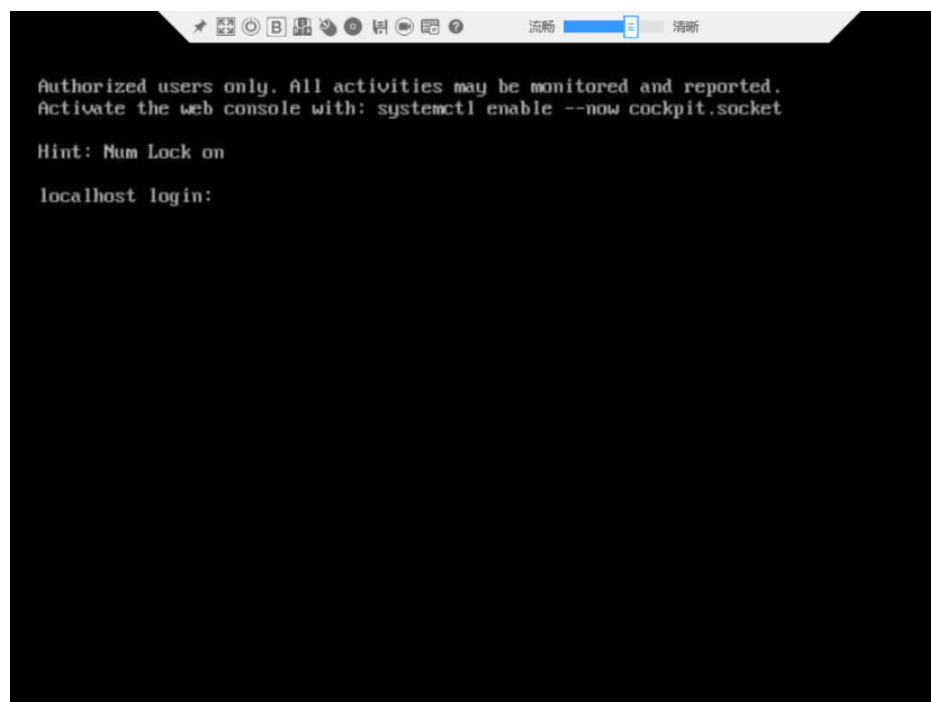 B
流畅 清晰
Authorized users only. All activities may be monitored and reported.
Activate the web console with: systemctl enable --now cockpit.socket
Hint: Num Lock on
localhost login: